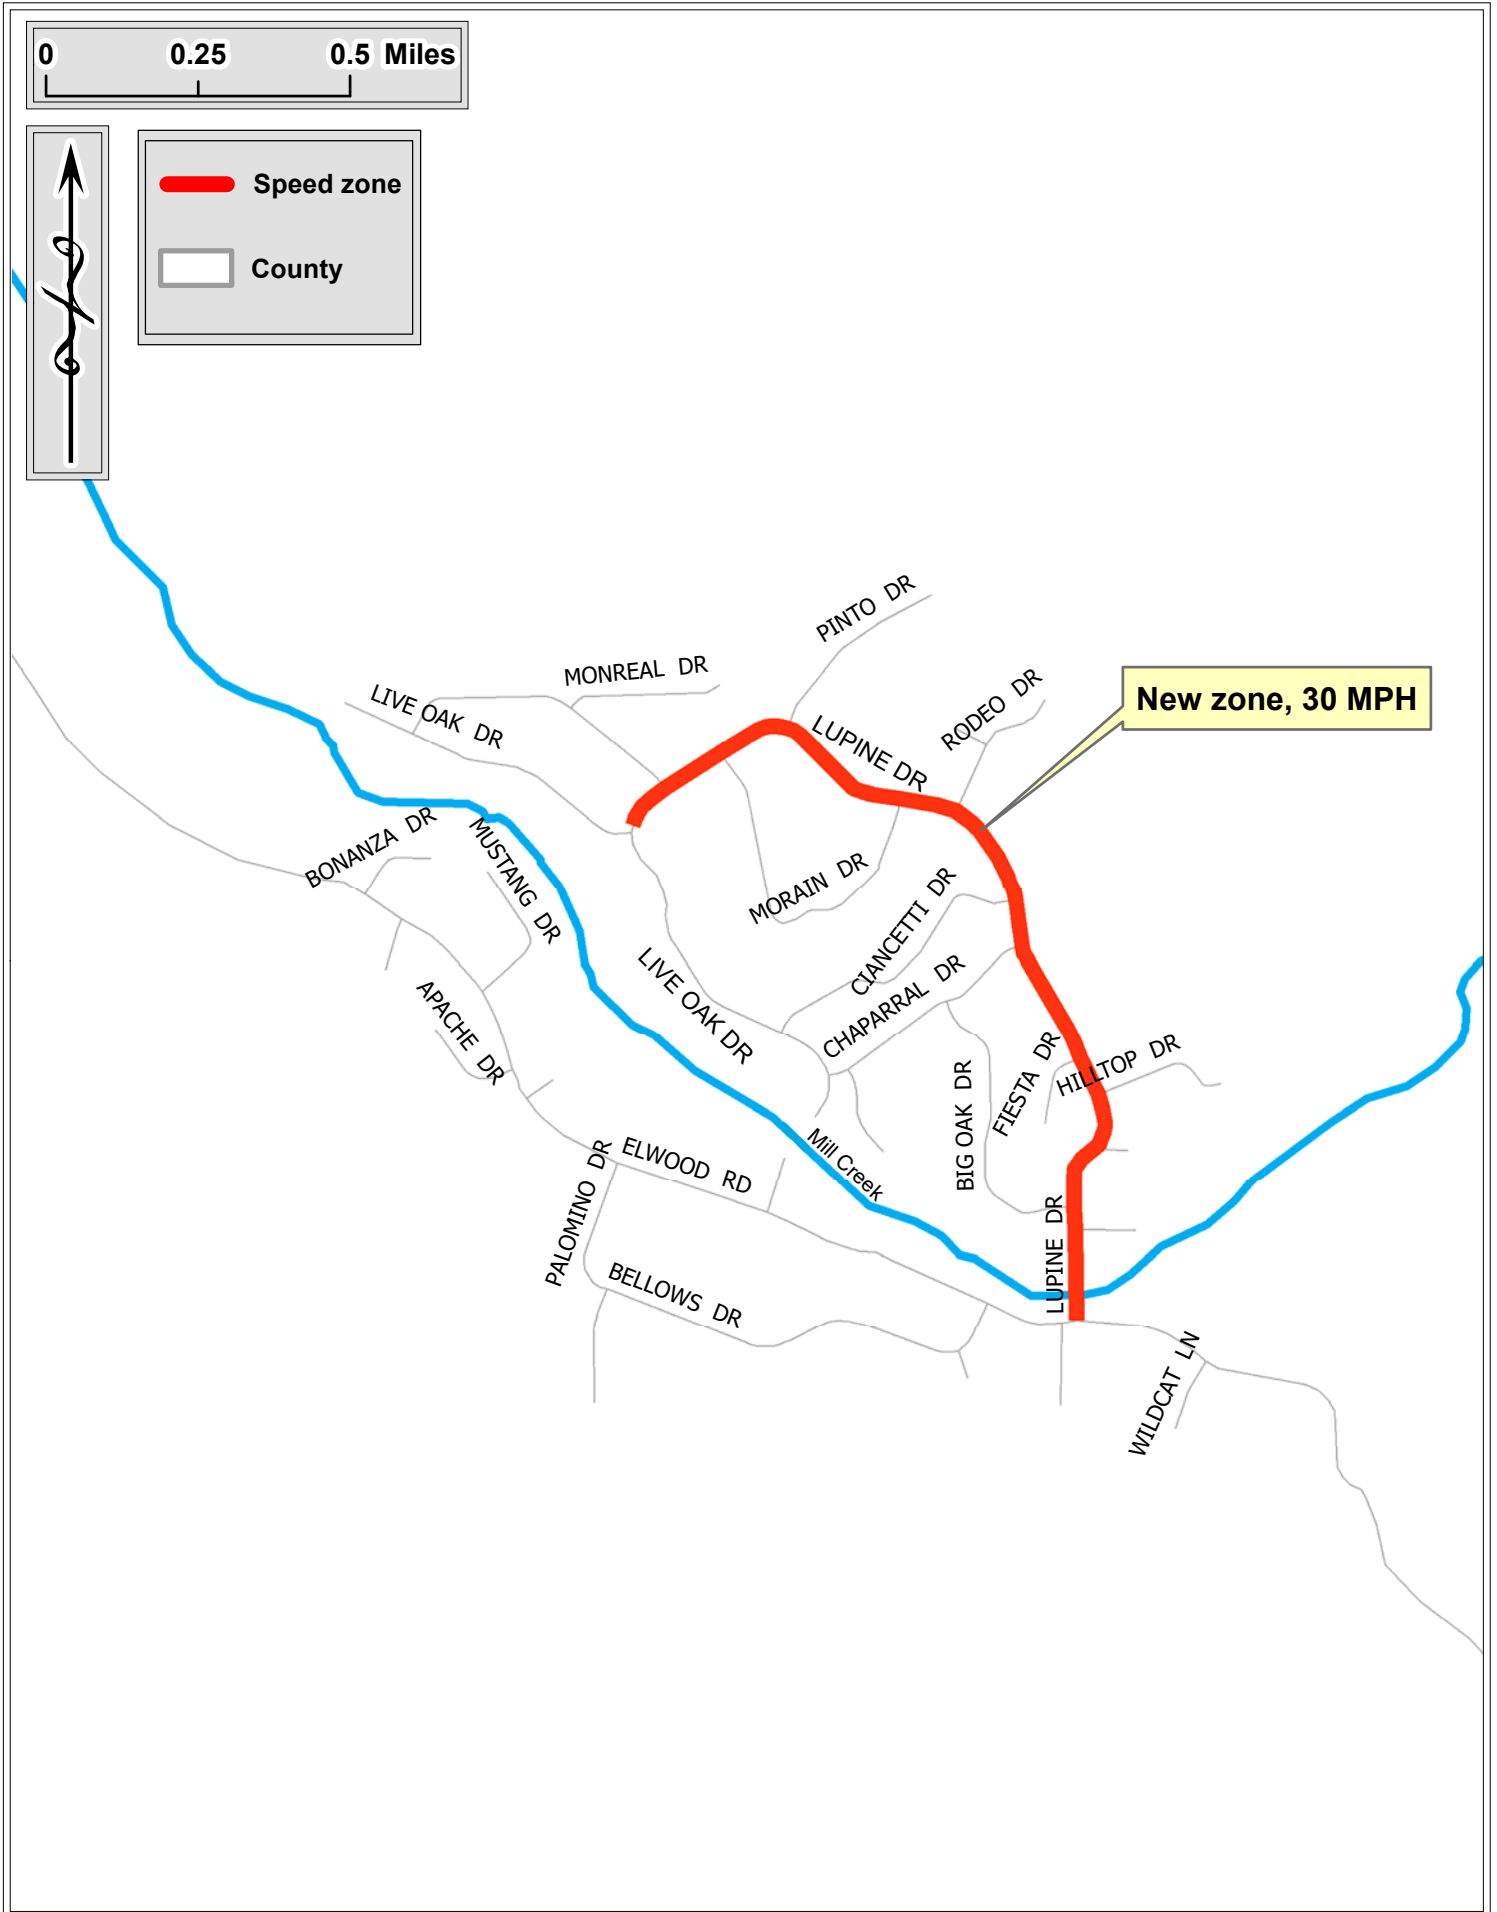 0 0.25 0.5 Miles
Speed zone
County
PINTO DR
MONREAL DR
LIVE OAK DR
RODEO DR
New zone, 30 MPH
LUPINE DR
BONANZA DR
MUSTANG DR
MORAIN DR
CIANCETTI DR
LIVE OAK DR
CHAPARRAL DR
APACHE DR
BIG OAK DR
FIESTA DR
HILLTOP DR
Mill Creek
ELWOOD RD
PALOMINO DR
LUPINE DR
BELLOWS DR
WILDCAT LN